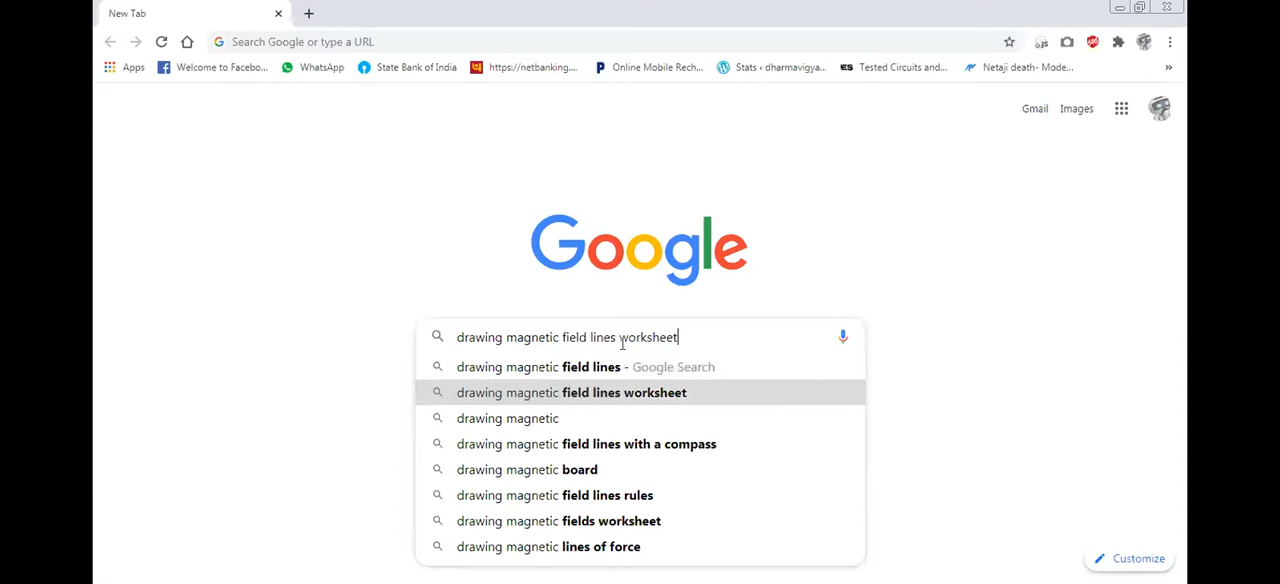 New Tab
Search Google or type a URL
Apps Welcome to Facebo... WhatsApp State Bank of India https://netbanking.... Online Mobile Rech... Stats ‹ dharmavigya... Tested Circuits and... Netaji death- Mode... »
Gmail Images
Google
drawing magnetic field lines worksheet
drawing magnetic field lines - Google Search
drawing magnetic field lines worksheet
drawing magnetic
drawing magnetic field lines with a compass
drawing magnetic board
drawing magnetic field lines rules
drawing magnetic fields worksheet
drawing magnetic lines of force
Customize